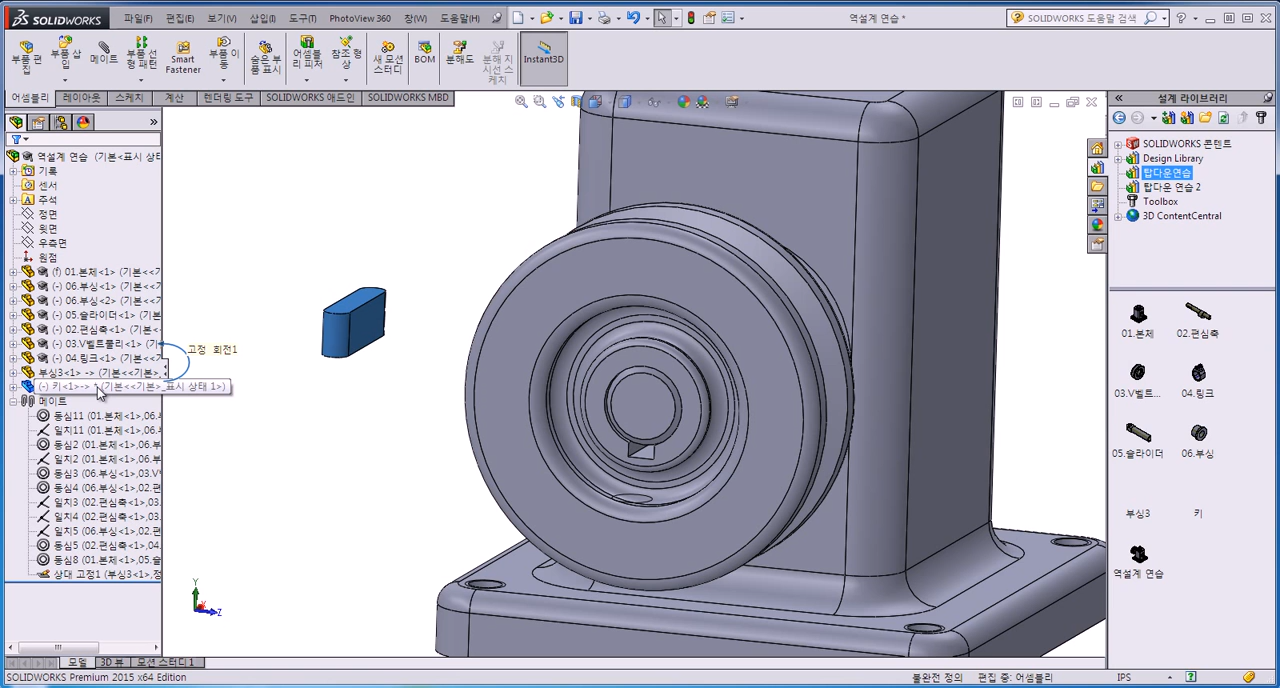 SOLIDWORKS
파일(F) 편집(E) 보기(V) 삽입(I) 도구(T) PhotoView 360 창(W) 도움말(H)
역설계 연습 *
SOLIDWORKS 도움말 검색
부품 편집
부품 삽입
메이트
부품 선형 패턴
Smart Fastener
부품 이동
숨은 부품 표시
어셈블리 피처
참조 형상
새 모션 스터디
BOM
분해도
분해 지시선 스케치
Instant3D
어셈블리 레이아웃 스케치 계산 렌더링 도구 SOLIDWORKS 애드인 SOLIDWORKS MBD
역설계 연습 (기본<표시 상태
기록
센서
주석
정면
윗면
우측면
원점
(f) 01.본체<1> (기본<<기
(-) 06.부싱<1> (기본<<기
(-) 06.부싱<2> (기본<<기
(-) 05.슬라이더<1> (기본
(-) 02.편심축<1> (기본<
(-) 03.V벨트풀리<1> (기
(-) 04.링크<1> (기본<<기
부싱3<1> -> (기본<<기본>
(-) 키<1>-> * (기본<<기본>_표시 상태 1>)
고정 회전1
메이트
동심11 (01.본체<1>,06.
일치11 (01.본체<1>,06.부
동심2 (01.본체<1>,06.부
일치2 (01.본체<1>,06.부
동심3 (06.부싱<1>,03.V
동심4 (06.부싱<1>,02.편
일치3 (02.편심축<1>,03.
일치4 (02.편심축<1>,03.
일치5 (06.부싱<1>,02.편
동심5 (02.편심축<1>,04.
동심8 (01.본체<1>,05.슬
상대 고정1 (부싱3<1>,정
Y
Z
모델 3D 뷰 모션 스터디 1
SOLIDWORKS Premium 2015 x64 Edition
불완전 정의 편집 중: 어셈블리 IPS
설계 라이브러리
SOLIDWORKS 콘텐트
Design Library
탑다운연습
탑다운 연습 2
Toolbox
3D ContentCentral
01.본체 02.편심축
03.V벨트... 04.링크
05.슬라이더 06.부싱
부싱3 키
역설계 연습